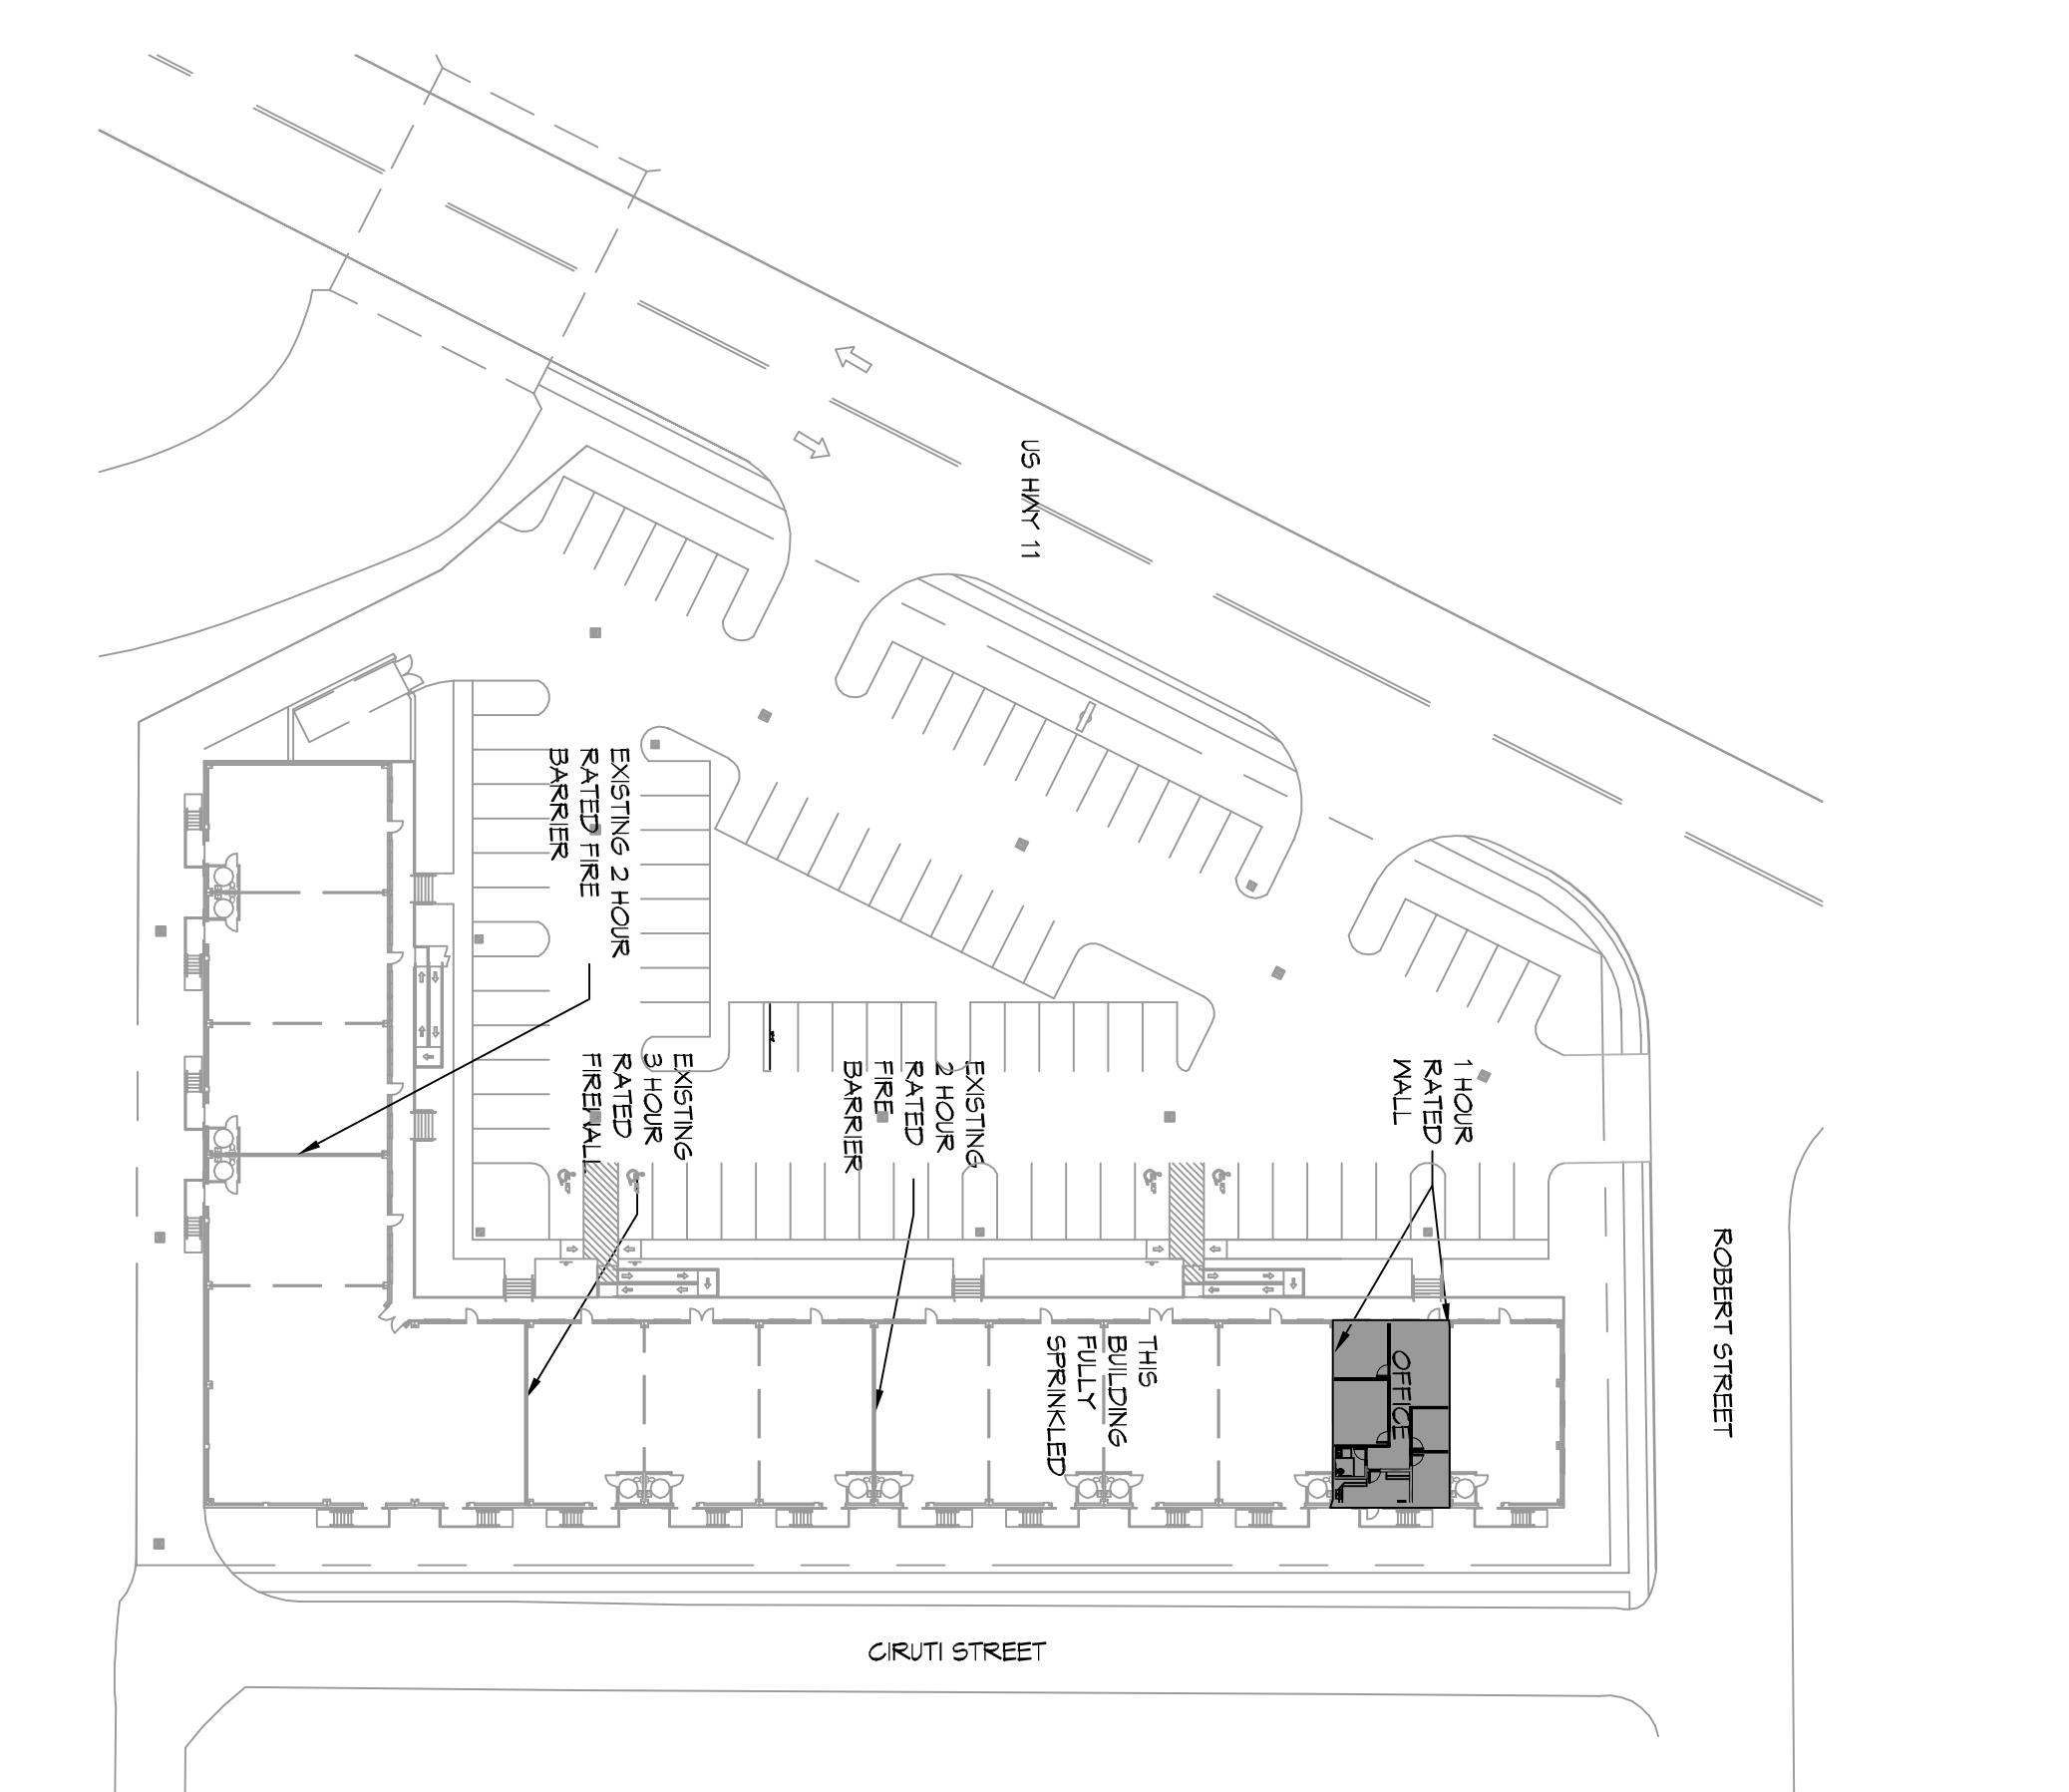 US HWY 11
EXISTING 2 HOUR
RATED FIRE
BARRIER
EXISTING
3 HOUR
RATED
FIREWALL
EXISTING
2 HOUR
RATED
FIRE
BARRIER
1 HOUR
RATED
WALL
ROBERT STREET
THIS
BUILDING
FULLY
SPRINKLED
OFFICE
CIRUTI STREET